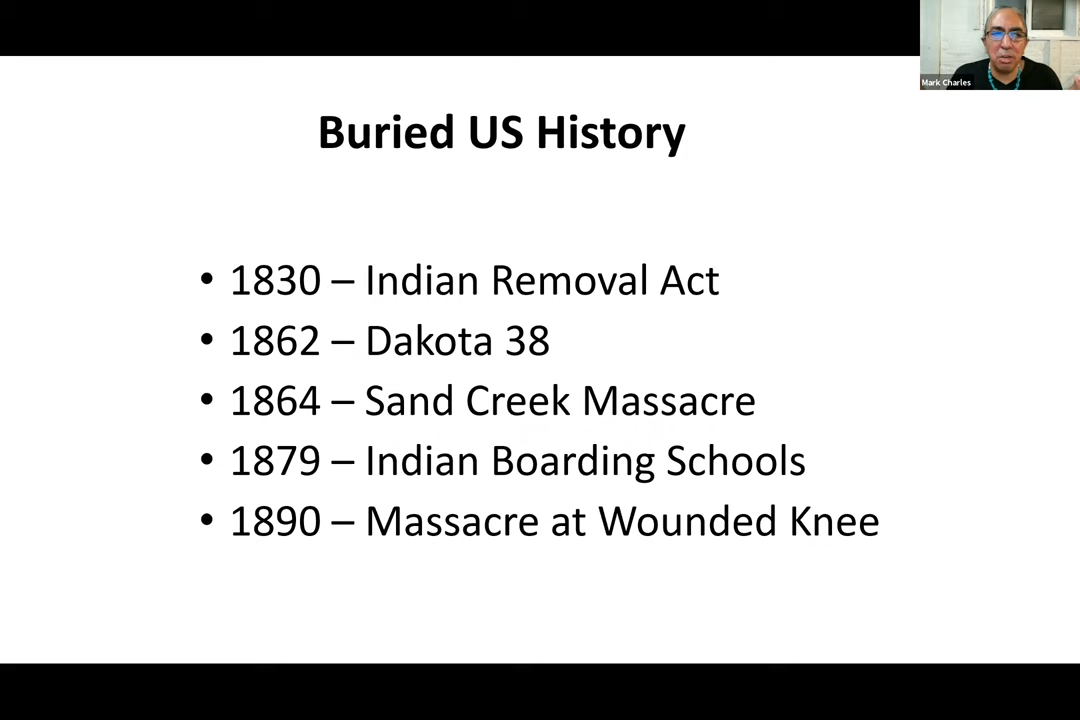 Mark Charles
Buried US History
• 1830 – Indian Removal Act
• 1862 – Dakota 38
• 1864 – Sand Creek Massacre
• 1879 – Indian Boarding Schools
• 1890 – Massacre at Wounded Knee